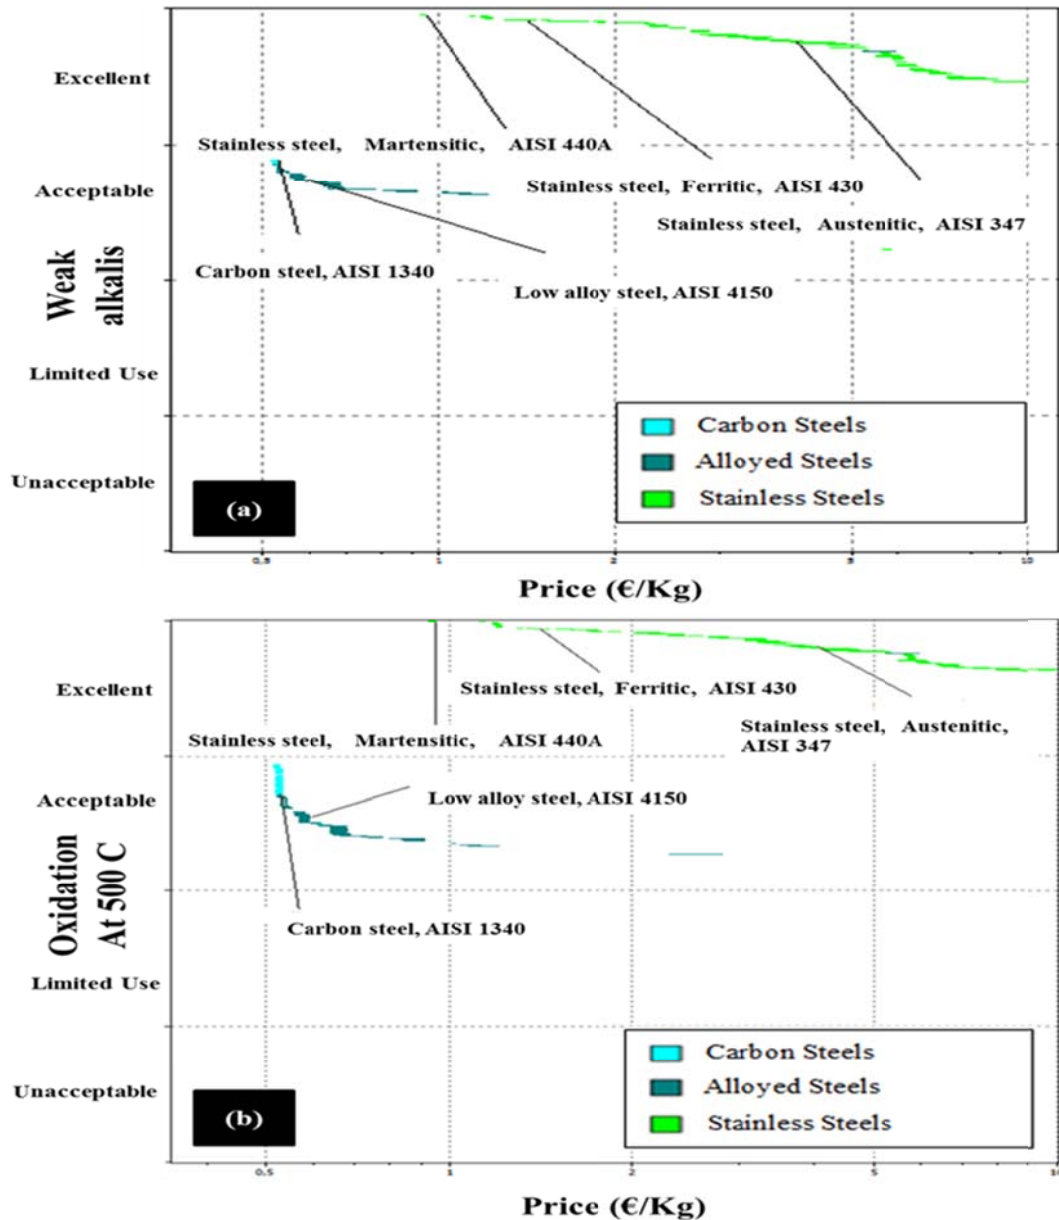 Excellent
Stainless steel, Martensitic, AISI 440A
Acceptable
Stainless steel, Ferritic, AISI 430
Stainless steel, Austenitic, AISI 347
Carbon steel, AISI 1340
Low alloy steel, AISI 4150
Weak
alkalis
Limited Use
Unacceptable
Carbon Steels
Alloyed Steels
Stainless Steels
(a)
0.5 1 2 5 10
Price (€/Kg)
Excellent
Stainless steel, Ferritic, AISI 430
Stainless steel, Austenitic,
AISI 347
Stainless steel, Martensitic, AISI 440A
Acceptable
Low alloy steel, AISI 4150
Carbon steel, AISI 1340
Oxidation
At 500 C
Limited Use
Unacceptable
Carbon Steels
Alloyed Steels
Stainless Steels
(b)
0.5 1 2 5
Price (€/Kg)